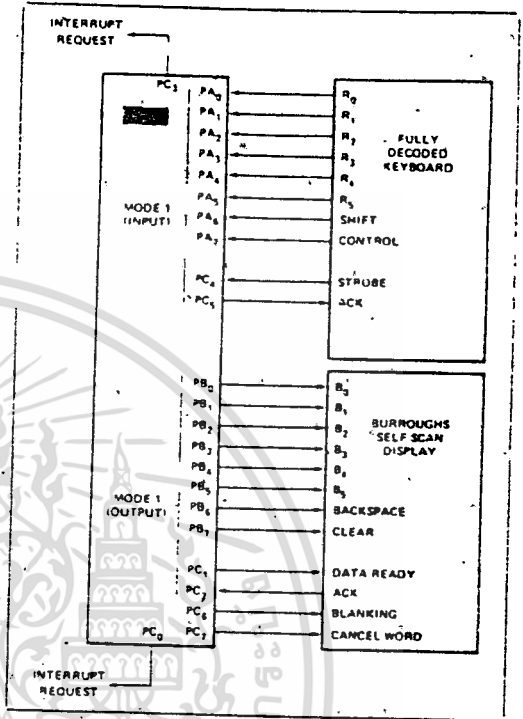 INTERRUPT
REQUEST
PC3
PA0
PA1
PA2
PA3
PA4
PA5
PA6
PA7
MODE 1
(INPUT)
PC4
PC5
R0
R1
R2
R3
R4
R5
SHIFT
CONTROL
STROBE
ACK
FULLY
DECODED
KEYBOARD
PB0
PB1
PB2
PB3
PB4
PB5
PB6
PB7
MODE 1
(OUTPUT)
PC1
PC2
PC6
PC7
PC0
B0
B1
B2
B3
B4
B5
BACKSPACE
CLEAR
DATA READY
ACK
BLANKING
CANCEL WORD
BURROUGHS
SELF SCAN
DISPLAY
INTERRUPT
REQUEST